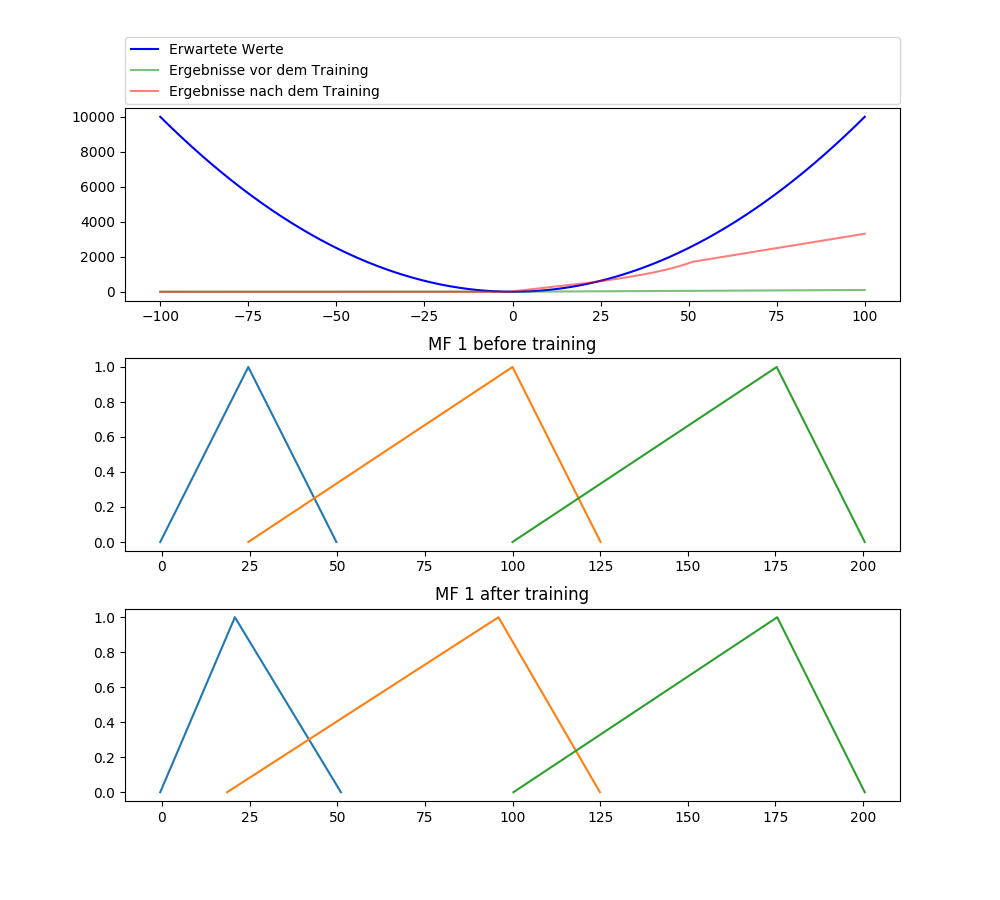 Erwartete Werte
Ergebnisse vor dem Training
Ergebnisse nach dem Training
10000
8000
6000
4000
2000
0
−100 −75 −50 −25 0 25 50 75 100
MF 1 before training
1.0
0.8
0.6
0.4
0.2
0.0
0 25 50 75 100 125 150 175 200
MF 1 after training
1.0
0.8
0.6
0.4
0.2
0.0
0 25 50 75 100 125 150 175 200